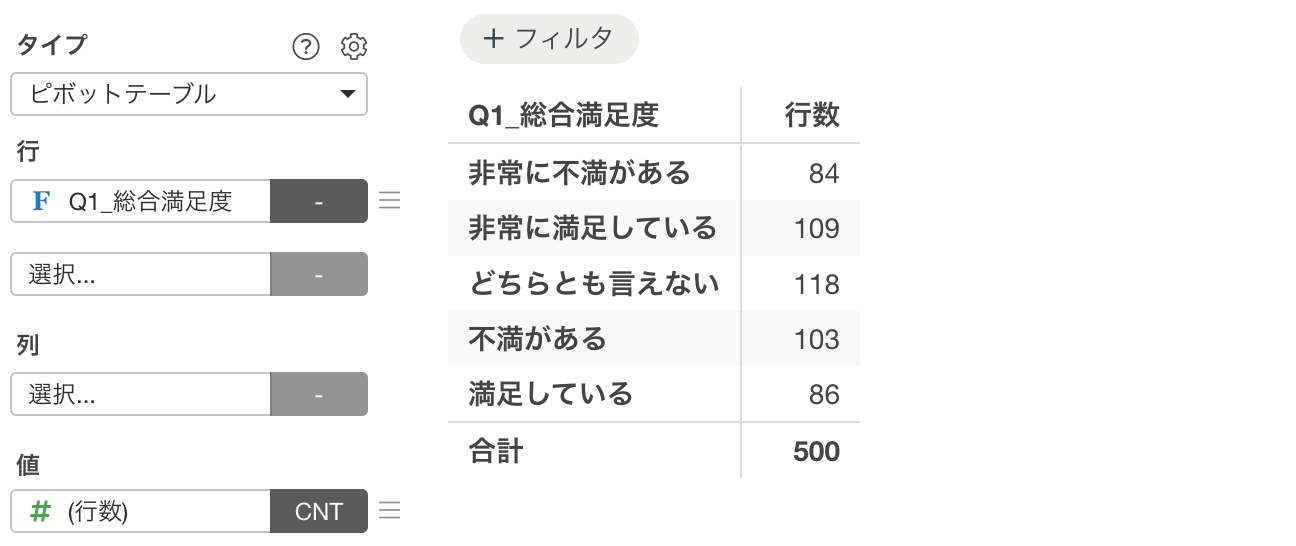 タイプ
ピボットテーブル
行
F Q1_総合満足度 -
選択... -
列
選択... -
値
# (行数) CNT
+ フィルタ
Q1_総合満足度 行数
非常に不満がある 84
非常に満足している 109
どちらとも言えない 118
不満がある 103
満足している 86
合計 500